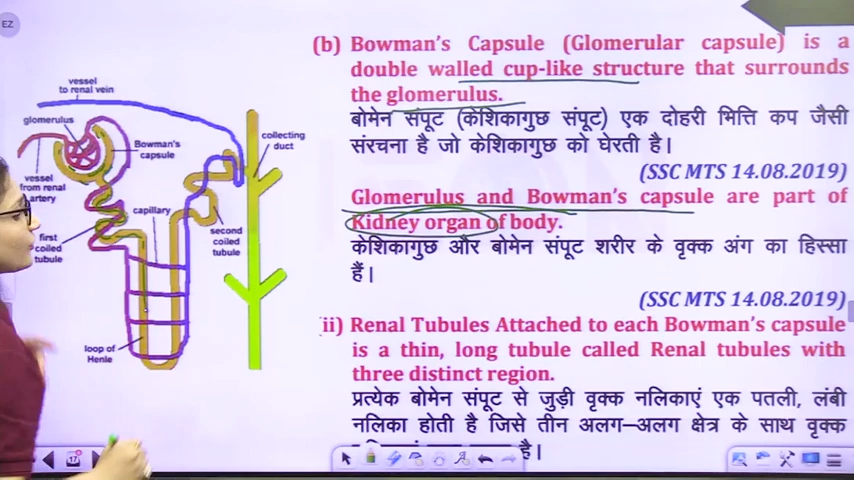 EZ
vessel
to renal vein
glomerulus
Bowman's
capsule
collecting
duct
vessel
from renal
artery
capillary
first
coiled
tubule
second
coiled
tubule
loop of
Henle
(b) Bowman's Capsule (Glomerular capsule) is a
double walled cup-like structure that surrounds
the glomerulus.
बोमेन संपूट (केशिकागुछ संपूट) एक दोहरी भित्ति कप जैसी
संरचना है जो केशिकागुछ को घेरती है।
(SSC MTS 14.08.2019)
Glomerulus and Bowman's capsule are part of
Kidney organ of body.
केशिकागुछ और बोमेन संपूट शरीर के वृक्क अंग का हिस्सा
हैं।
(SSC MTS 14.08.2019)
ii) Renal Tubules Attached to each Bowman's capsule
is a thin, long tubule called Renal tubules with
three distinct region.
प्रत्येक बोमेन संपूट से जुड़ी वृक्क नलिकाएं एक पतली, लंबी
नलिका होती है जिसे तीन अलग–अलग क्षेत्र के साथ वृक्क
है।
17